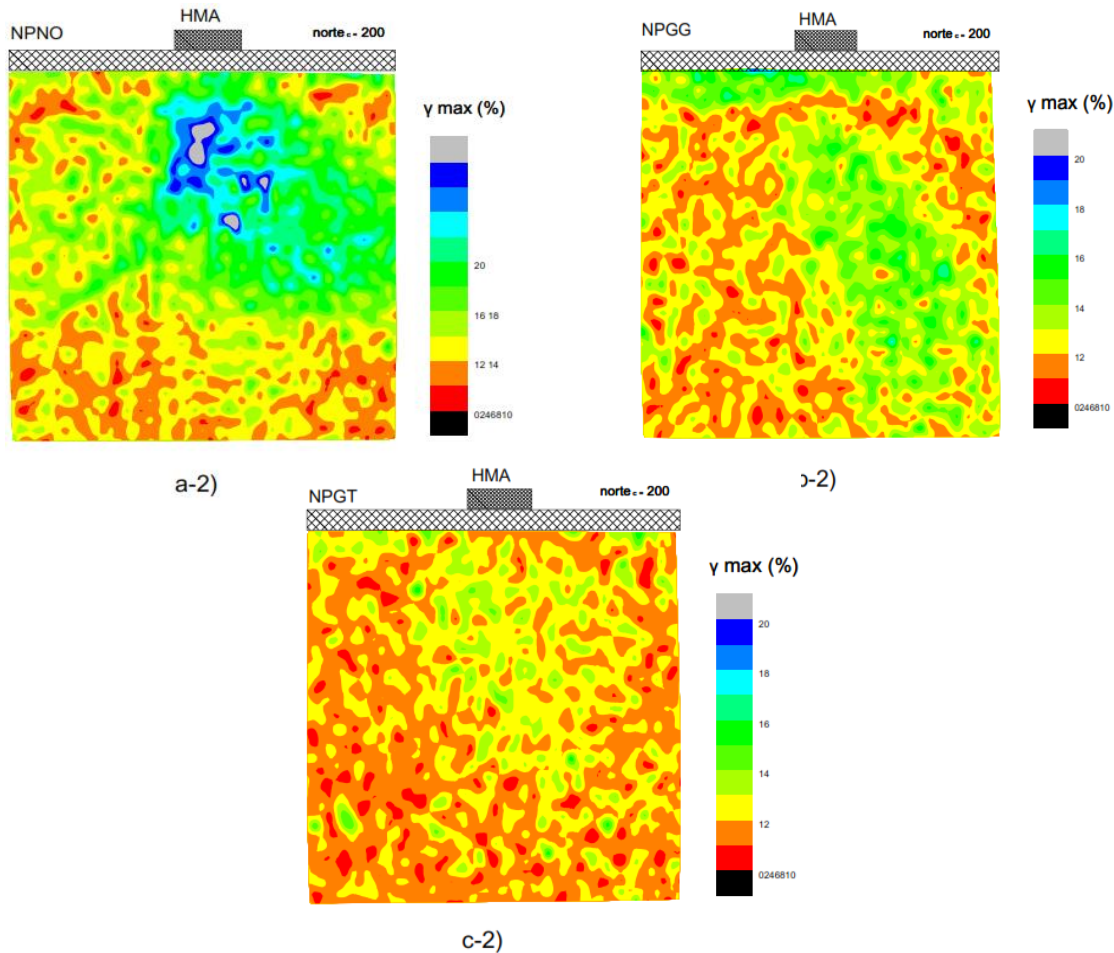 NPNO
HMA
norte c - 200
γ max (%)
20
16 18
12 14
0246810
a-2)
NPGG
HMA
norte c - 200
γ max (%)
20
18
16
14
12
0246810
b-2)
NPGT
HMA
norte c - 200
γ max (%)
20
18
16
14
12
0246810
c-2)